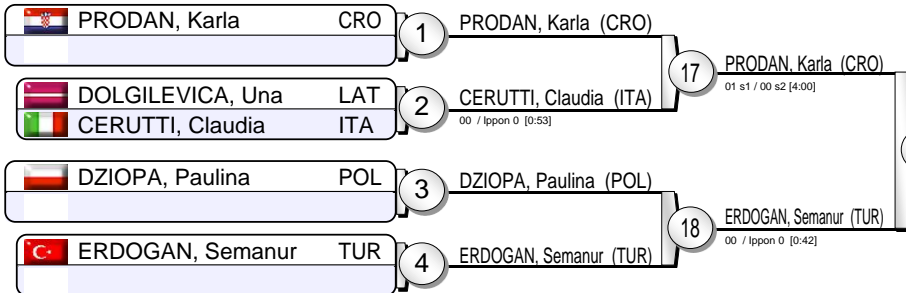 PRODAN, Karla CRO
1
PRODAN, Karla (CRO)
17
PRODAN, Karla (CRO)
01 s1 / 00 s2 [4:00]
DOLGILEVICA, Una LAT
CERUTTI, Claudia ITA
2
CERUTTI, Claudia (ITA)
00 / Ippon 0 [0:53]
DZIOPA, Paulina POL
3
DZIOPA, Paulina (POL)
18
ERDOGAN, Semanur (TUR)
00 / Ippon 0 [0:42]
ERDOGAN, Semanur TUR
4
ERDOGAN, Semanur (TUR)